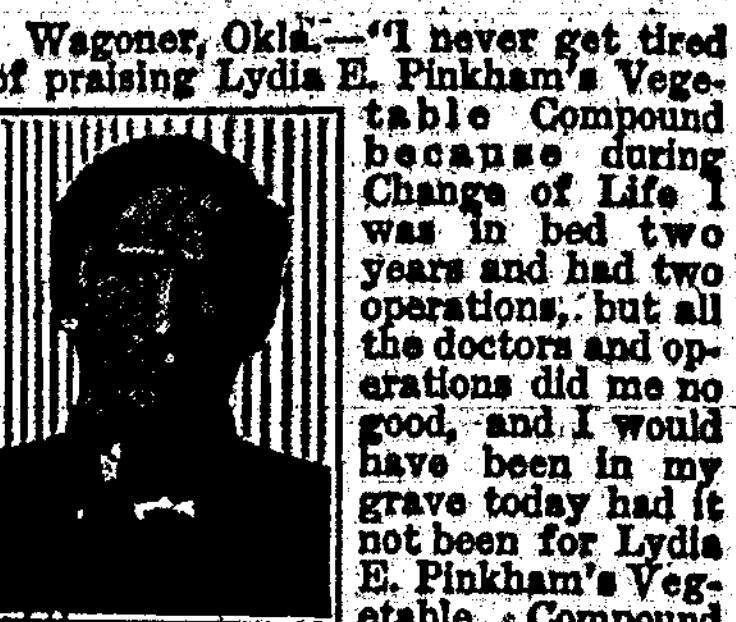 Wagoner, Okla.—"I never get tired
of praising Lydia E. Pinkham's Vege-
table Compound
because during
Change of Life I
was in bed two
years and had two
operations, but all
the doctors and op-
erations did me no
good, and I would
have been in my
grave today had it
not been for Lydia
E. Pinkham's Veg-
etable Compound